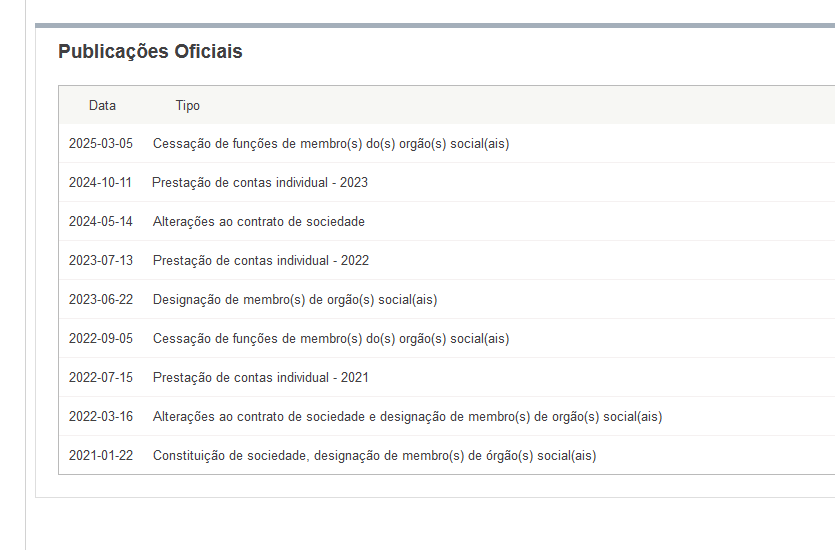 Publicações Oficiais
Data Tipo
2025-03-05 Cessação de funções de membro(s) do(s) orgão(s) social(ais)
2024-10-11 Prestação de contas individual - 2023
2024-05-14 Alterações ao contrato de sociedade
2023-07-13 Prestação de contas individual - 2022
2023-06-22 Designação de membro(s) de orgão(s) social(ais)
2022-09-05 Cessação de funções de membro(s) do(s) orgão(s) social(ais)
2022-07-15 Prestação de contas individual - 2021
2022-03-16 Alterações ao contrato de sociedade e designação de membro(s) de orgão(s) social(ais)
2021-01-22 Constituição de sociedade, designação de membro(s) de órgão(s) social(ais)